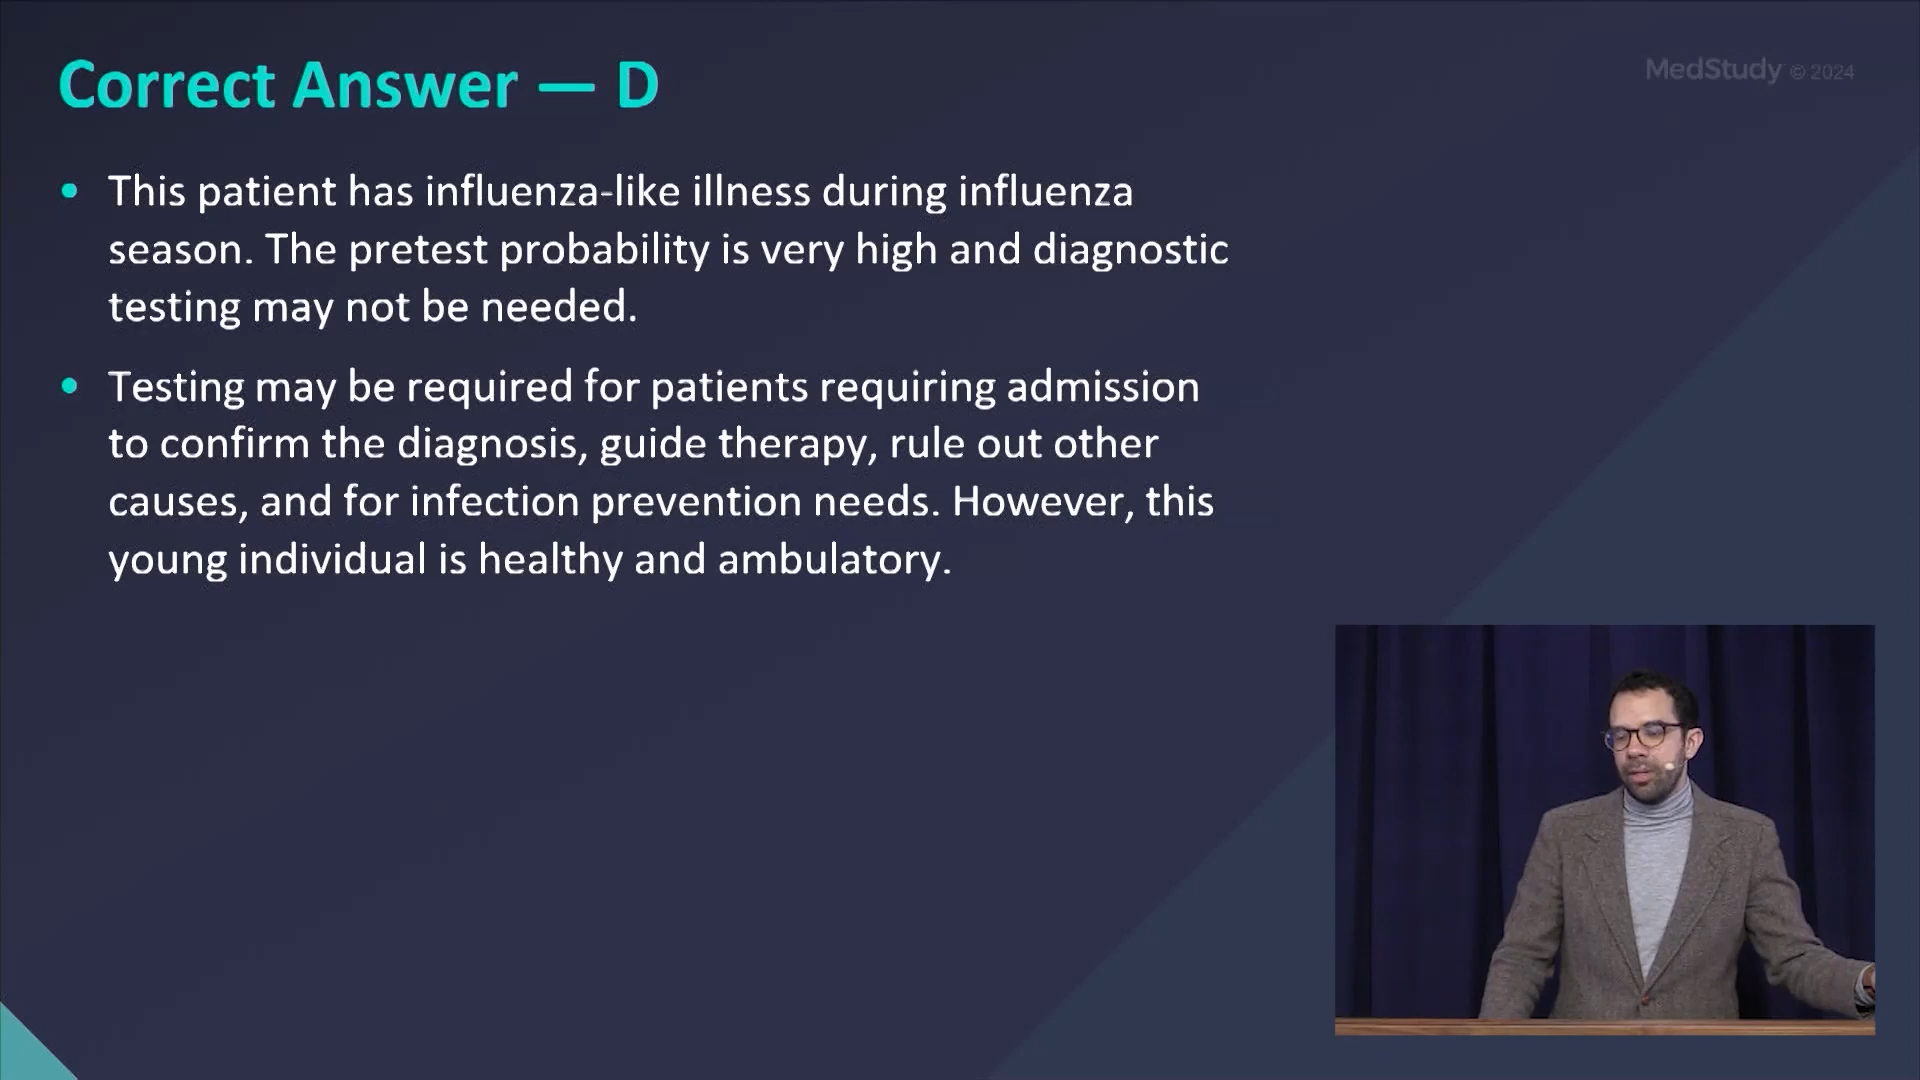 Correct Answer — D
MedStudy © 2024
• This patient has influenza-like illness during influenza
season. The pretest probability is very high and diagnostic
testing may not be needed.
• Testing may be required for patients requiring admission
to confirm the diagnosis, guide therapy, rule out other
causes, and for infection prevention needs. However, this
young individual is healthy and ambulatory.